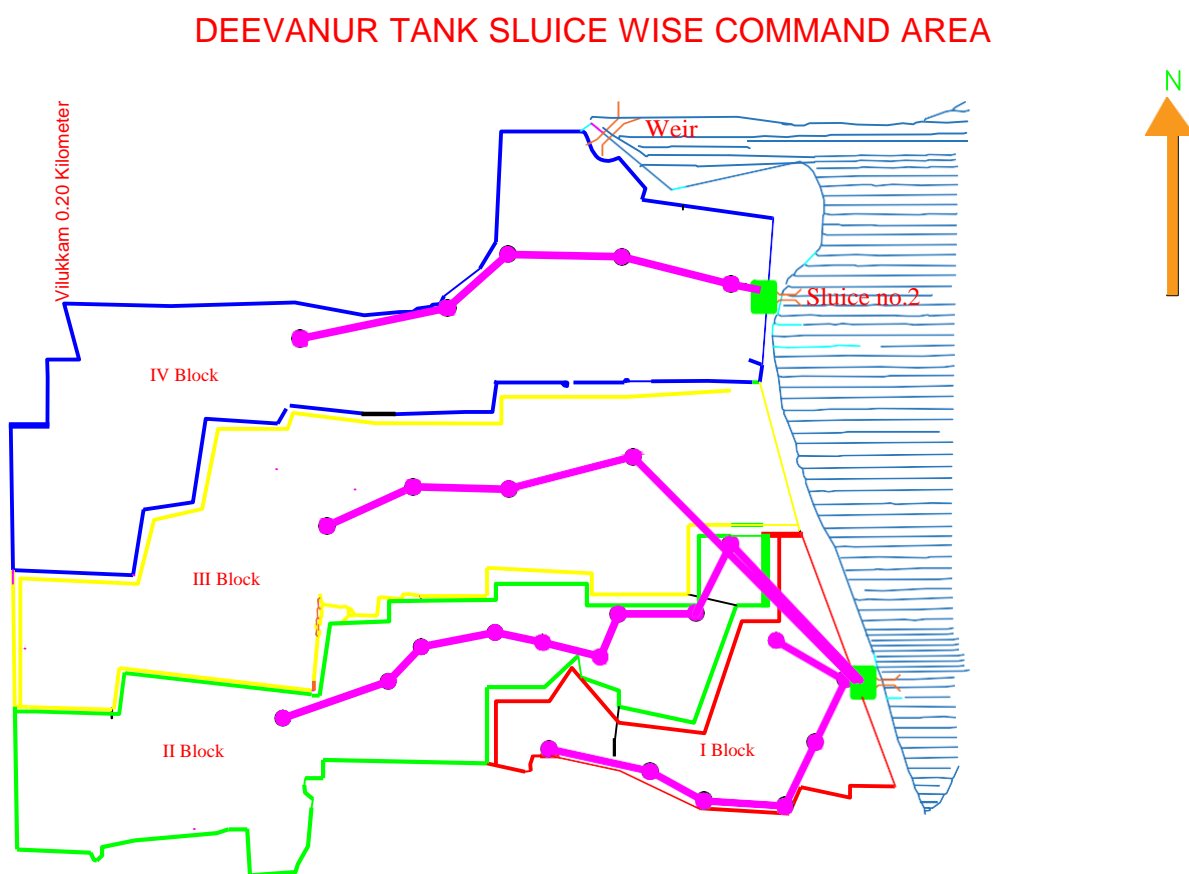 DEEVANUR TANK SLUICE WISE COMMAND AREA
N
Vilukkam 0.20 Kilometer
Weir
Sluice no.2
IV Block
III Block
II Block
I Block